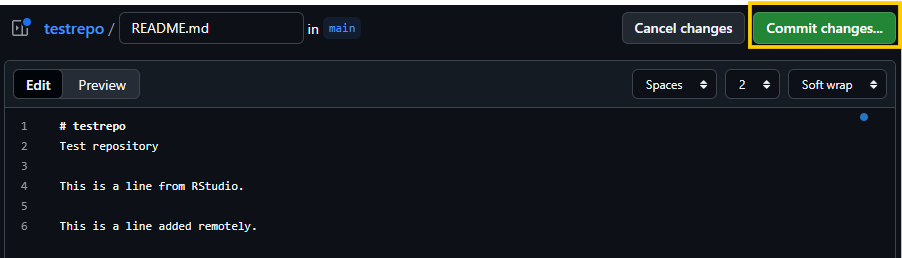 testrepo / README.md in main Cancel changes Commit changes...
Edit Preview Spaces 2 Soft wrap
1 # testrepo
2 Test repository
3
4 This is a line from RStudio.
5
6 This is a line added remotely.